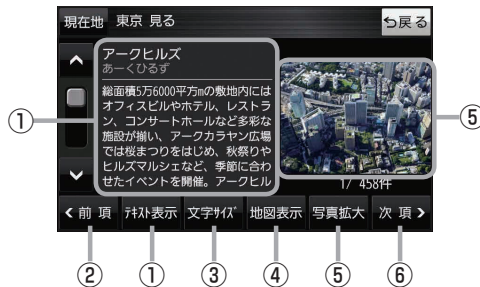 現在地 東京 見る
戻る
アークヒルズ
あーくひるず
総面積5万6000平方mの敷地内には
オフィスビルやホテル、レストラ
ン、コンサートホールなど多彩な
施設が揃い、アークカラヤン広場
では桜まつりをはじめ、秋祭りや
ヒルズマルシェなど、季節に合わ
せたイベントを開催。アークヒル
①
⑤
1/ 458件
前 項 ﾃｷｽﾄ表示 文字ｻｲｽﾞ 地図表示 写真拡大 次 項
② ① ③ ④ ⑤ ⑥